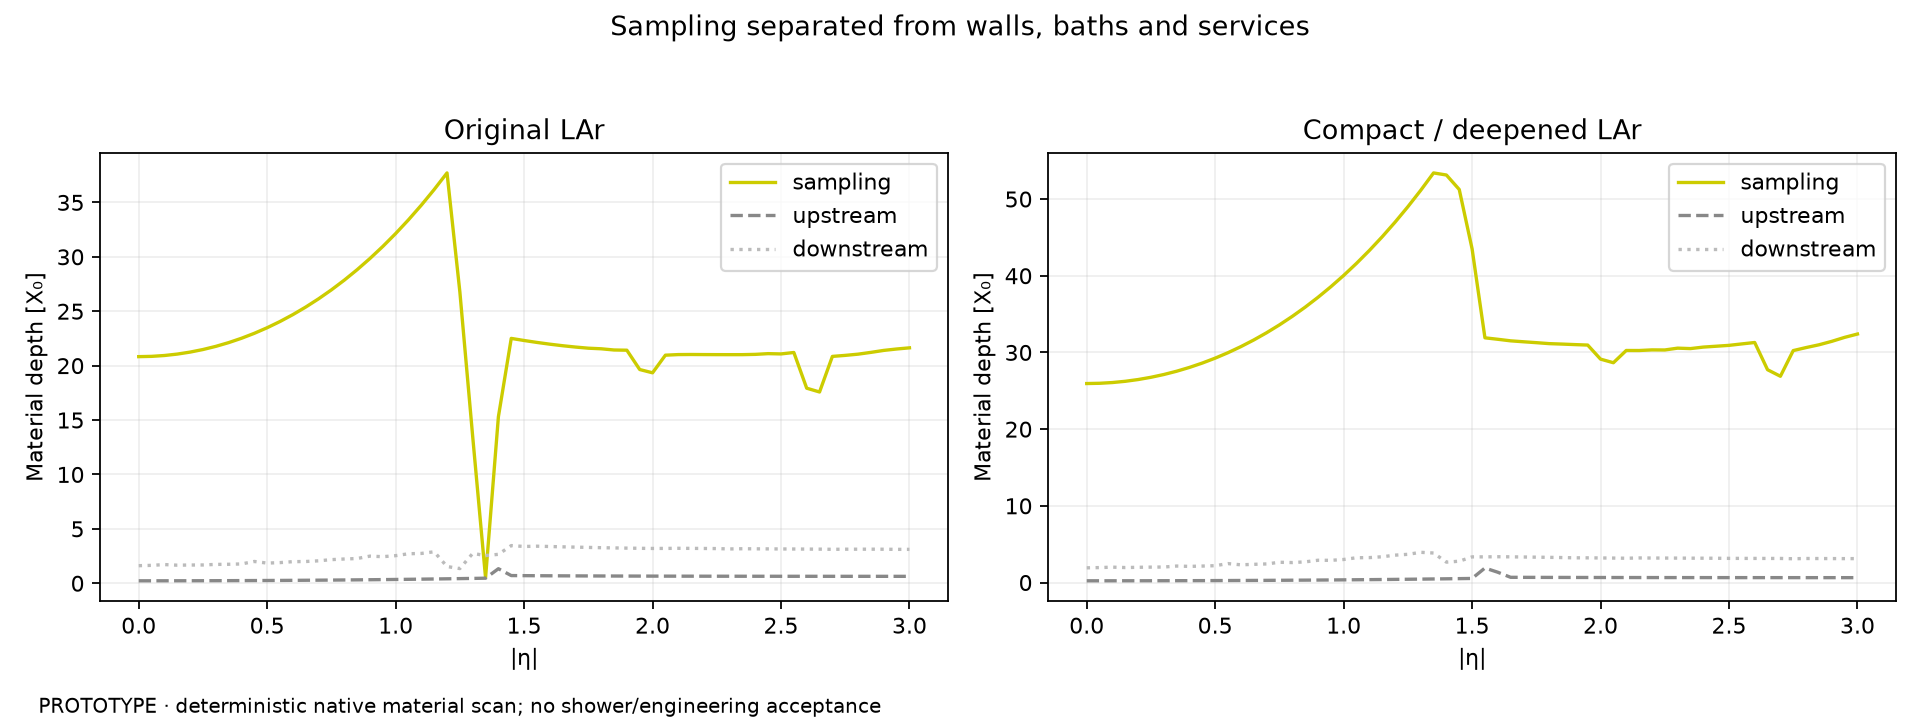 Sampling separated from walls, baths and services
Original LAr
Material depth [X₀]
35
30
25
20
15
10
5
0
0.0 0.5 1.0 1.5 2.0 2.5 3.0
|η|
sampling
upstream
downstream
Compact / deepened LAr
Material depth [X₀]
50
40
30
20
10
0
0.0 0.5 1.0 1.5 2.0 2.5 3.0
|η|
sampling
upstream
downstream
PROTOTYPE · deterministic native material scan; no shower/engineering acceptance